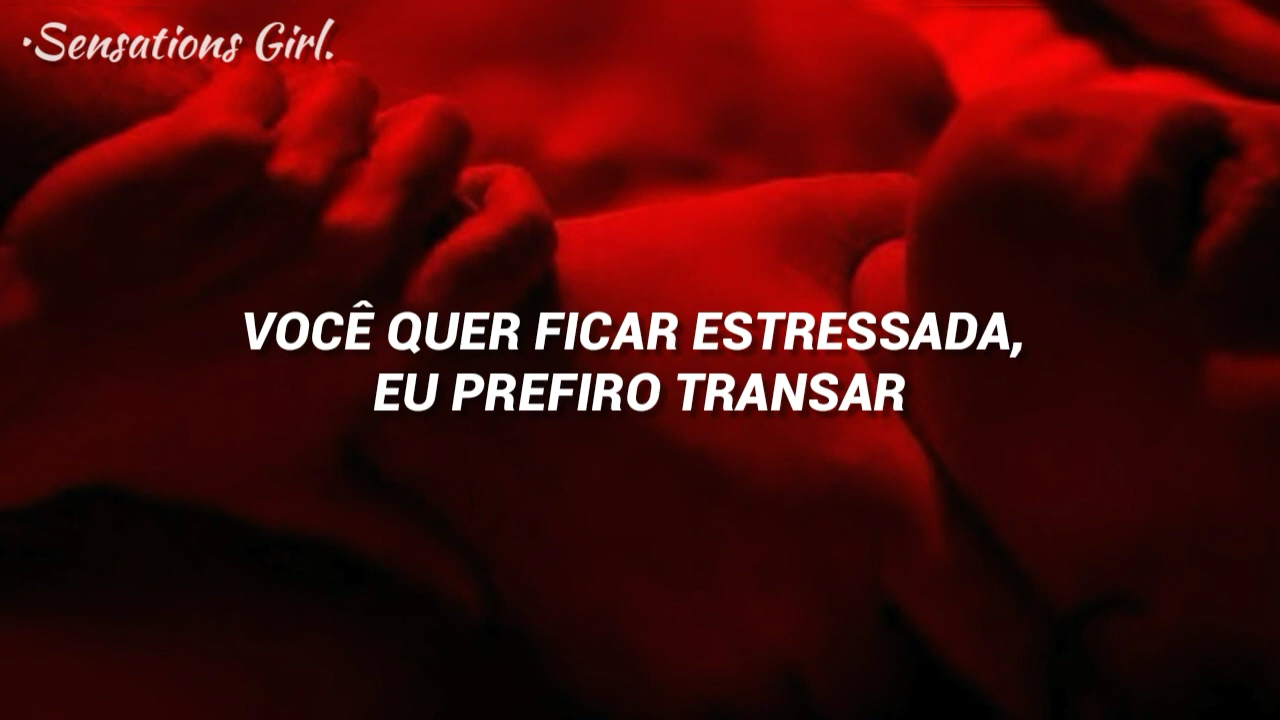 ·Sensations Girl.
VOCÊ QUER FICAR ESTRESSADA,
EU PREFIRO TRANSAR